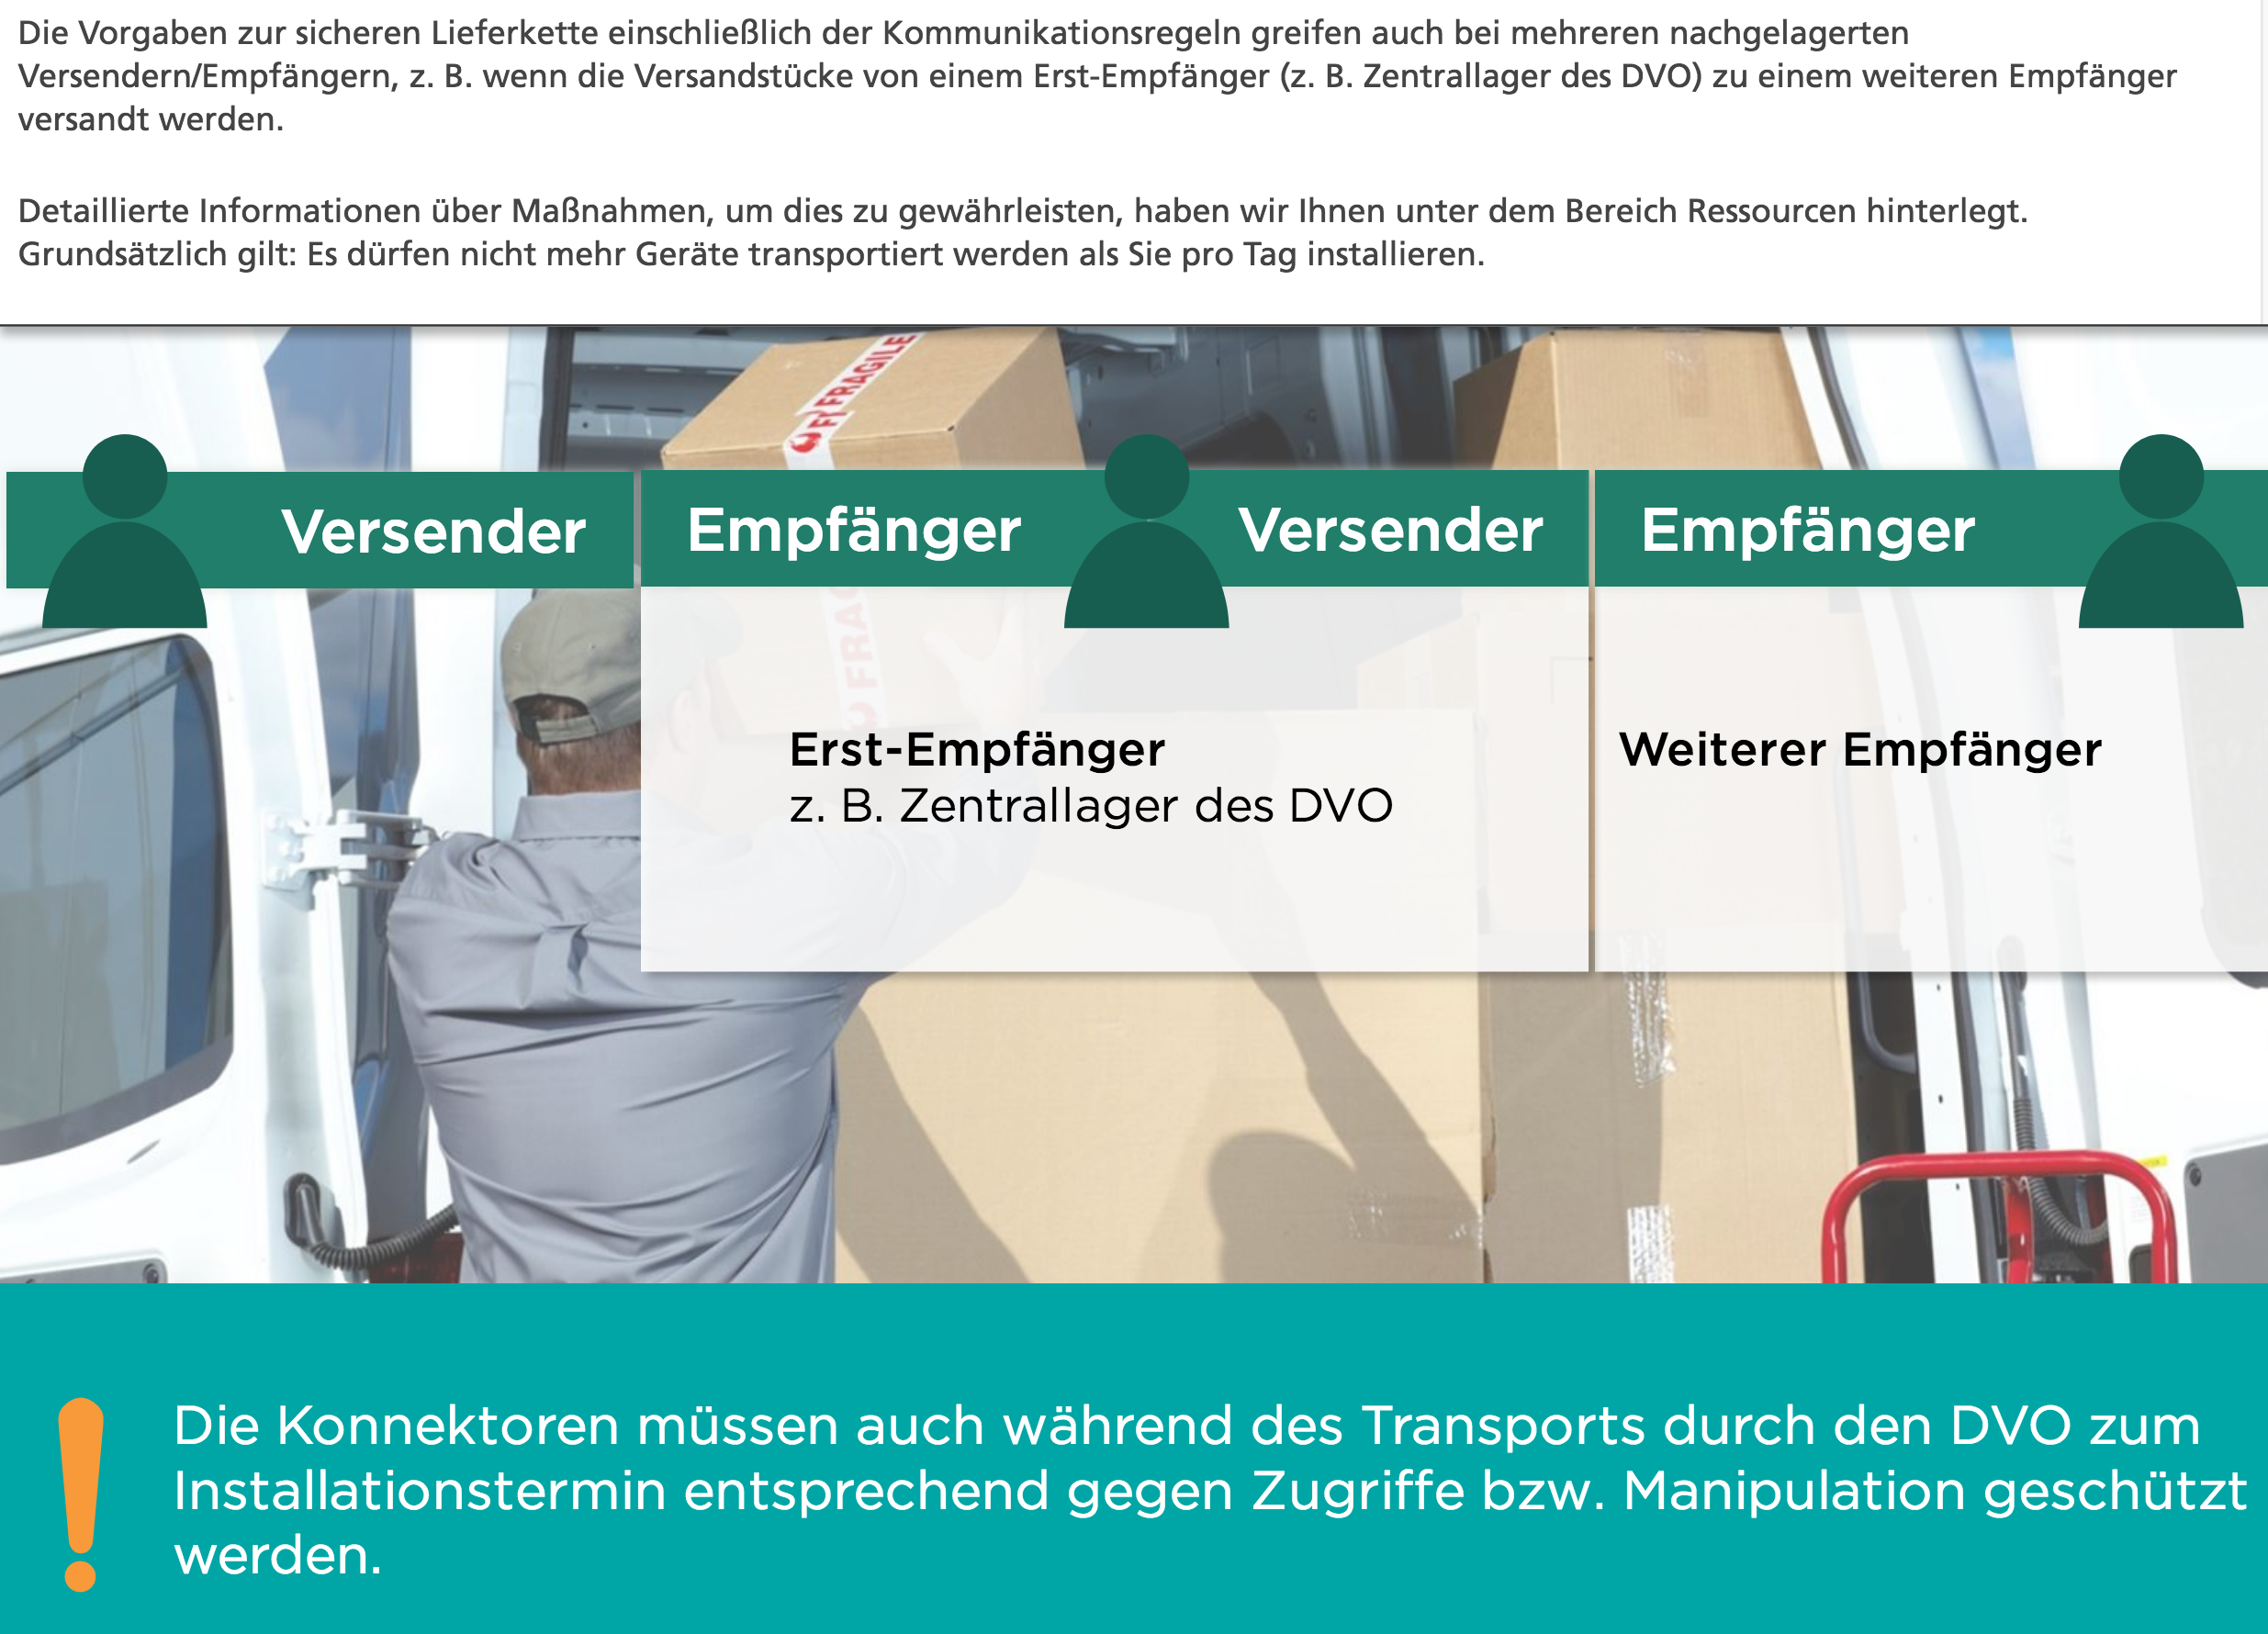 Die Vorgaben zur sicheren Lieferkette einschließlich der Kommunikationsregeln greifen auch bei mehreren nachgelagerten
Versendern/Empfängern, z. B. wenn die Versandstücke von einem Erst-Empfänger (z. B. Zentrallager des DVO) zu einem weiteren Empfänger
versandt werden.
Detaillierte Informationen über Maßnahmen, um dies zu gewährleisten, haben wir Ihnen unter dem Bereich Ressourcen hinterlegt.
Grundsätzlich gilt: Es dürfen nicht mehr Geräte transportiert werden als Sie pro Tag installieren.
FRAGILE
Versender
Empfänger
Versender
Empfänger
FRAG
Erst-Empfänger
z. B. Zentrallager des DVO
Weiterer Empfänger
Die Konnektoren müssen auch während des Transports durch den DVO zum
Installationstermin entsprechend gegen Zugriffe bzw. Manipulation geschützt
werden.